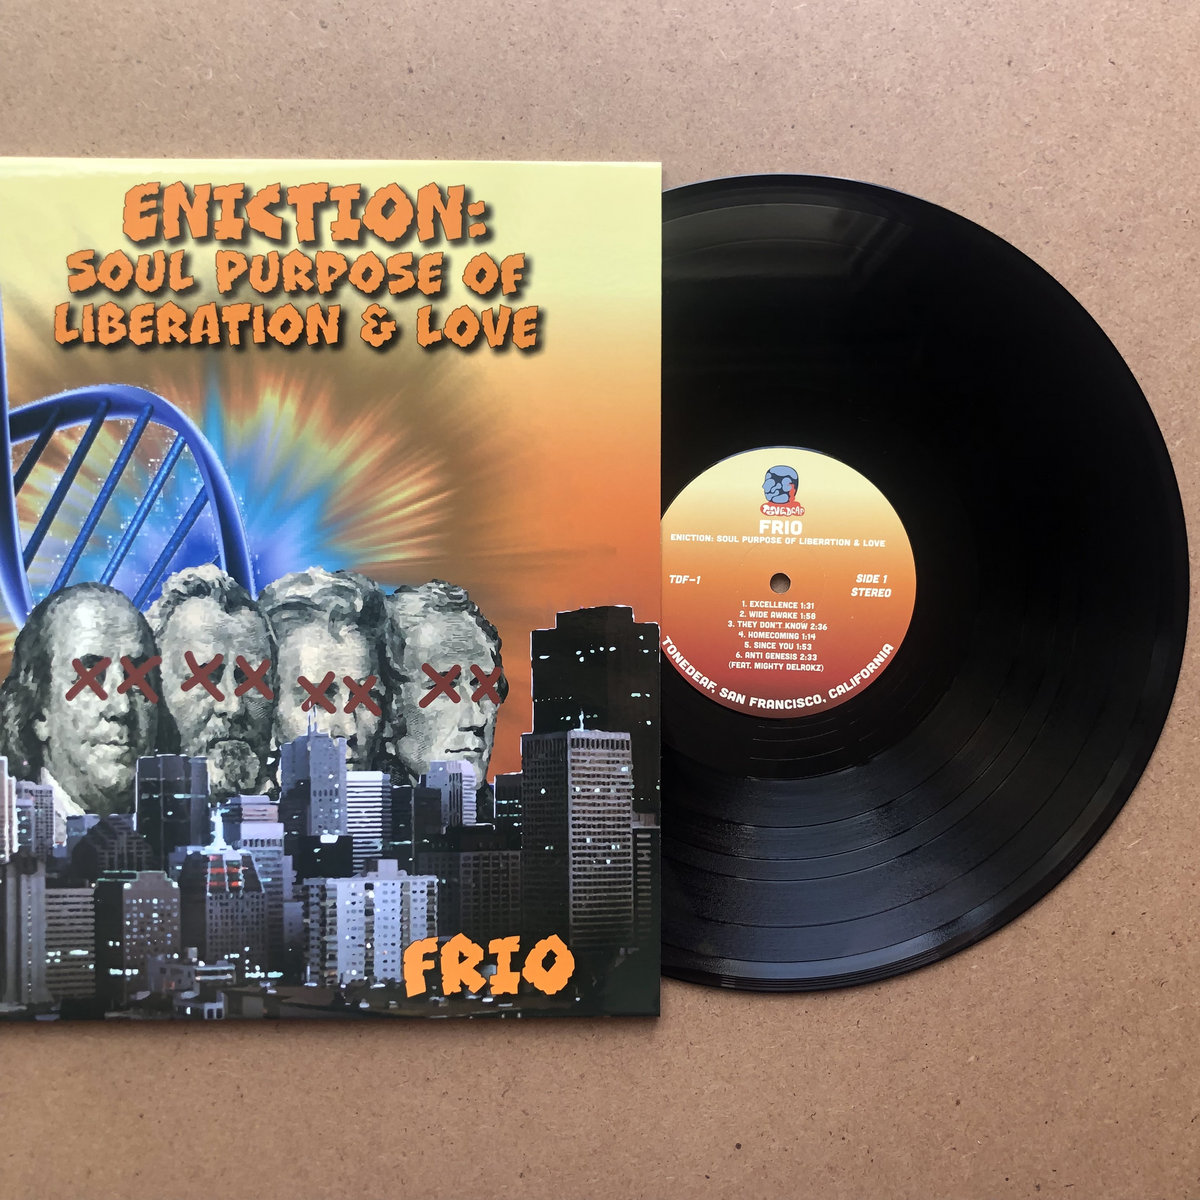 ENICTION:
SOUL PURPOSE OF
LIBERATION & LOVE
FRIO
TONEDEAF
FRIO
ENICTION: SOUL PURPOSE OF LIBERATION & LOVE
TDF-1
SIDE 1
STEREO
1. EXCELLENCE 1:31
2. WIDE AWAKE 1:58
3. THEY DON'T KNOW 2:36
4. HOMECOMING 1:14
5. SINCE YOU 1:53
6. ANTI GENESIS 2:33
(FEAT. MIGHTY DELROKZ)
TONEDEAF, SAN FRANCISCO, CALIFORNIA